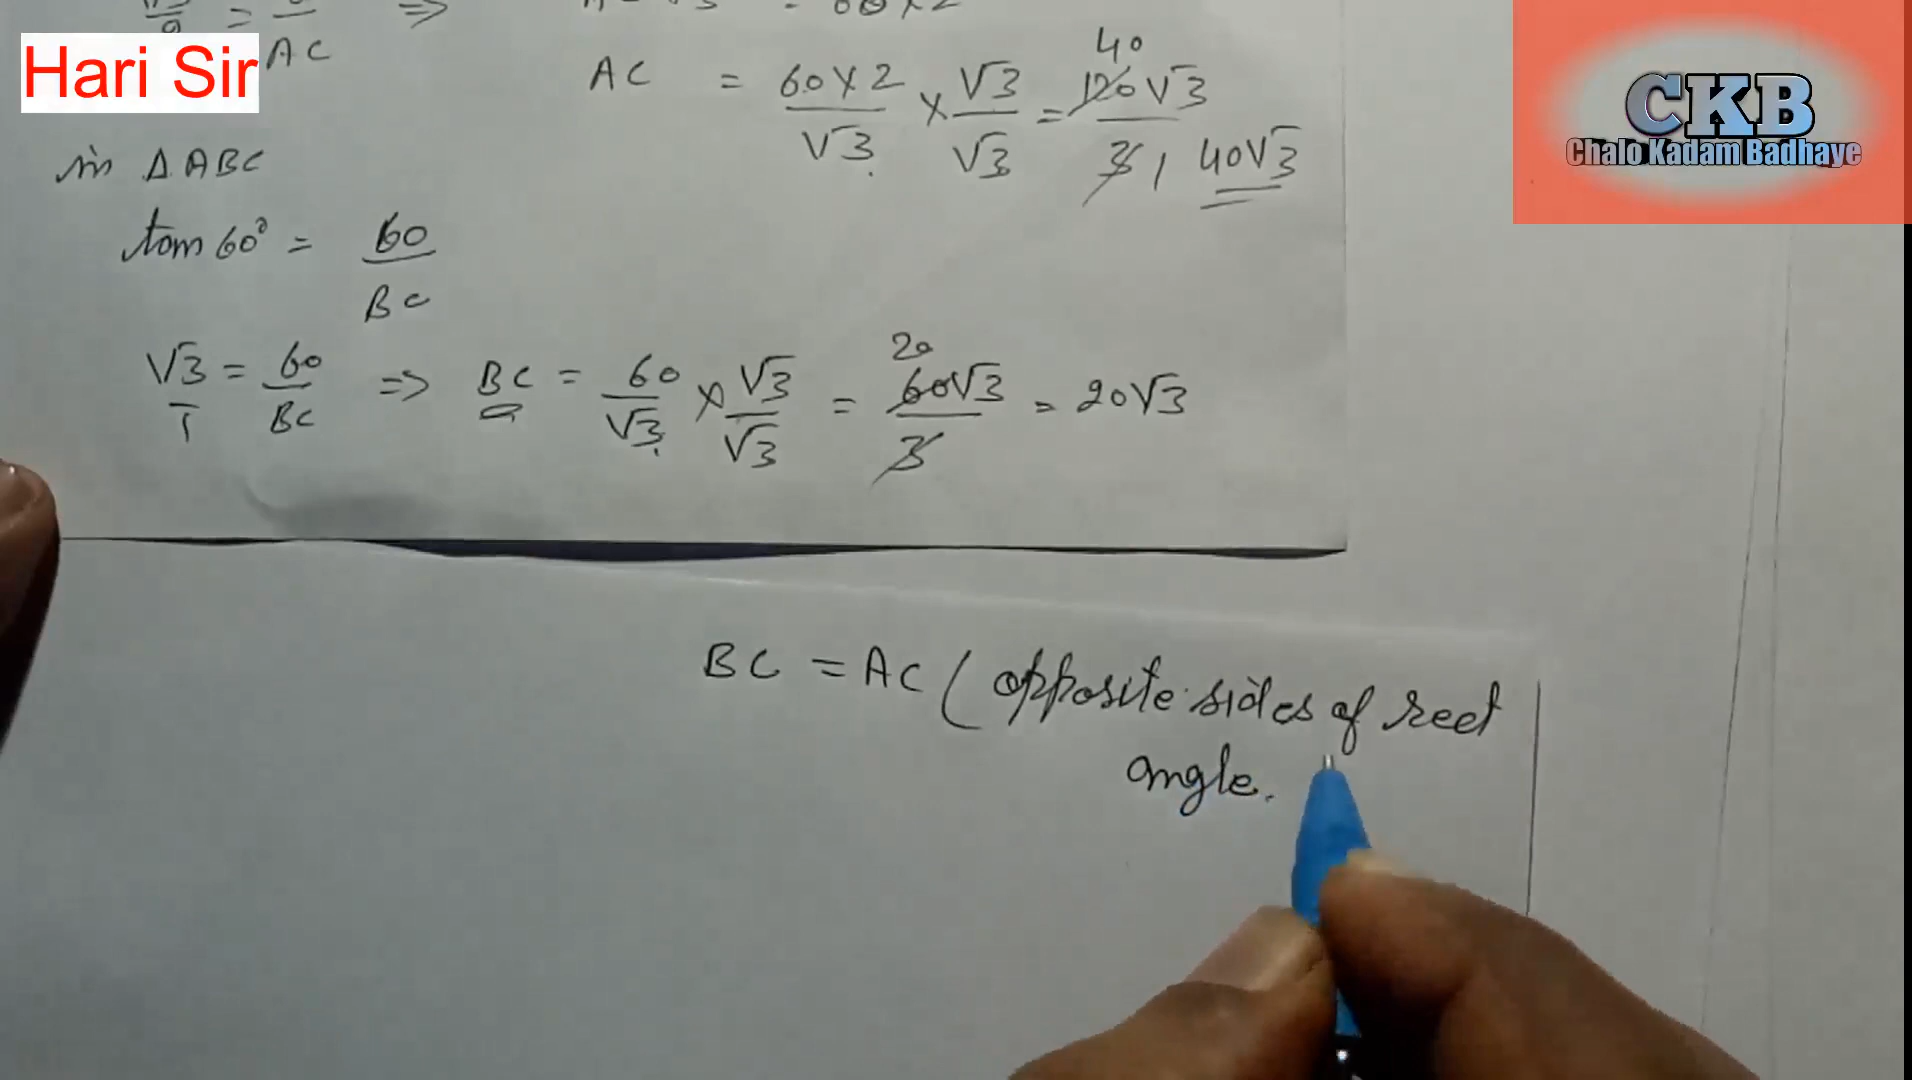 Hari Sir
CKB
Chalo Kadam Badhaye
AC
AC = 60×2/√3 × √3/√3 = 120√3/3, 40√3
40
in ΔABC
tan 60° = 60/BC
√3/1 = 60/BC => BC = 60/√3 × √3/√3 = 60√3/3 = 20√3
20
BC = AC (opposite sides of rect
angle.